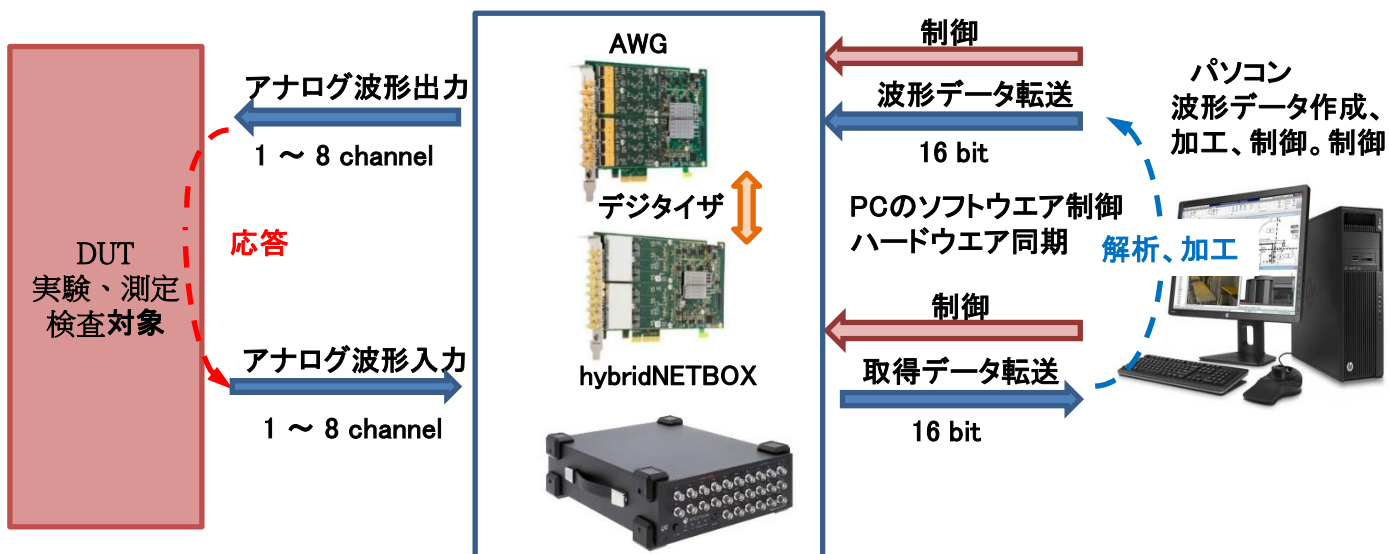 DUT
実験、測定
検査対象
アナログ波形出力
1 ～ 8 channel
応答
アナログ波形入力
1 ～ 8 channel
AWG
デジタイザ
hybridNETBOX
制御
波形データ転送
16 bit
PCのソフトウエア制御
ハードウエア同期
制御
取得データ転送
16 bit
パソコン
波形データ作成、
加工、制御。制御
解析、加工